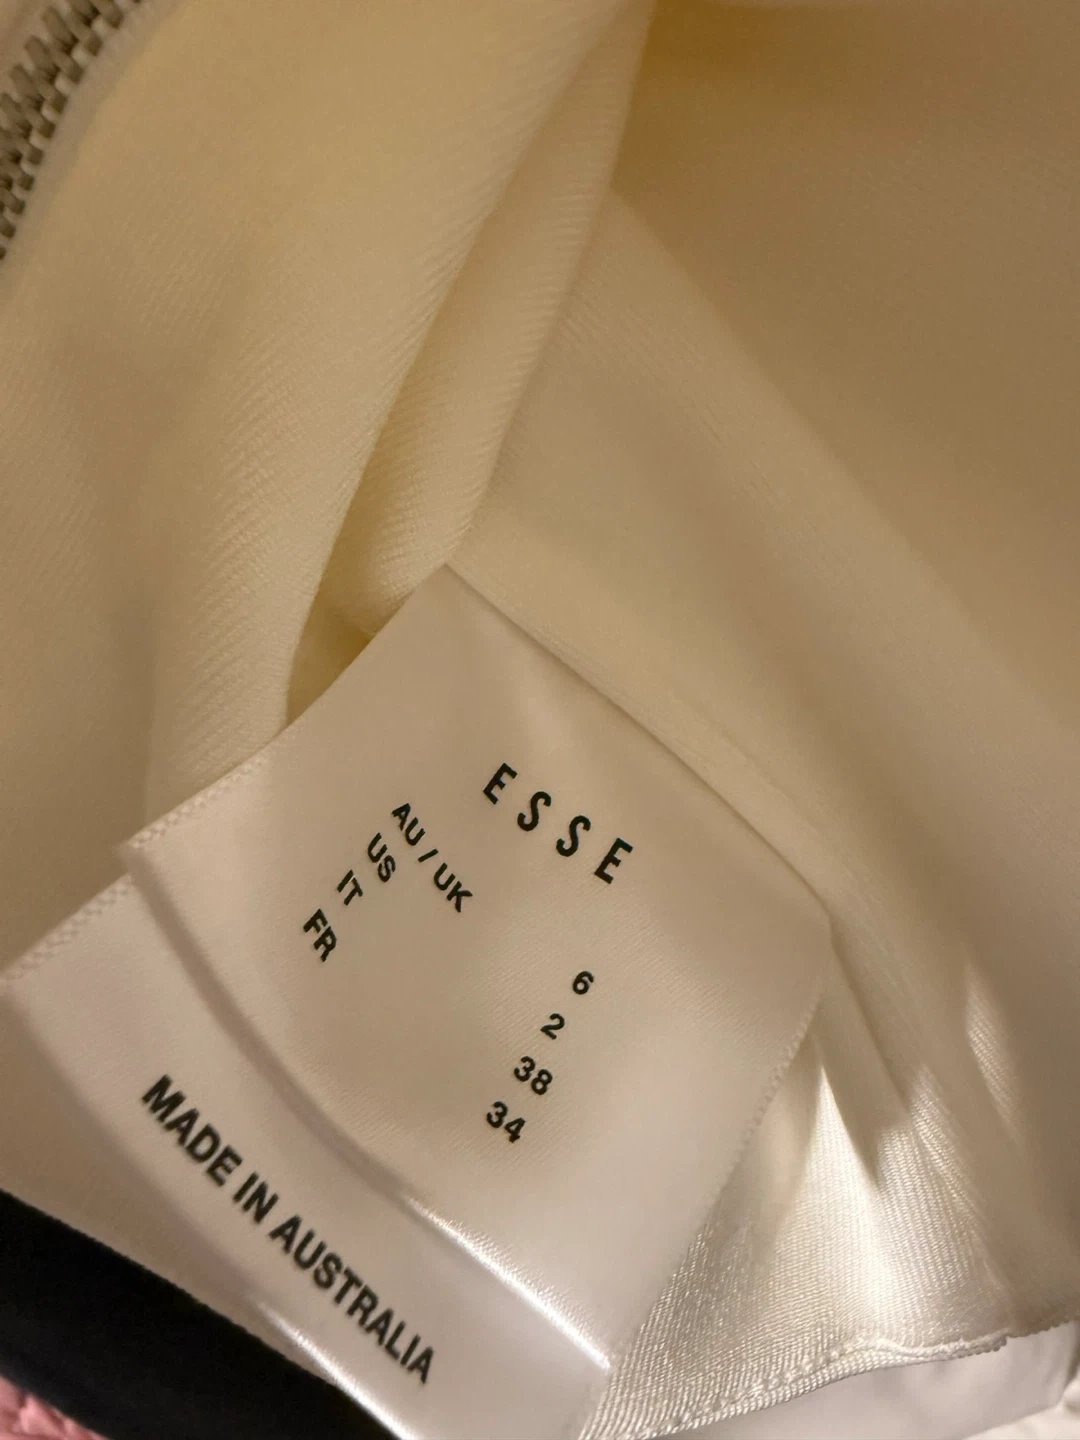 ESSE
AU / UK 6
US 2
IT 38
FR 34
MADE IN AUSTRALIA